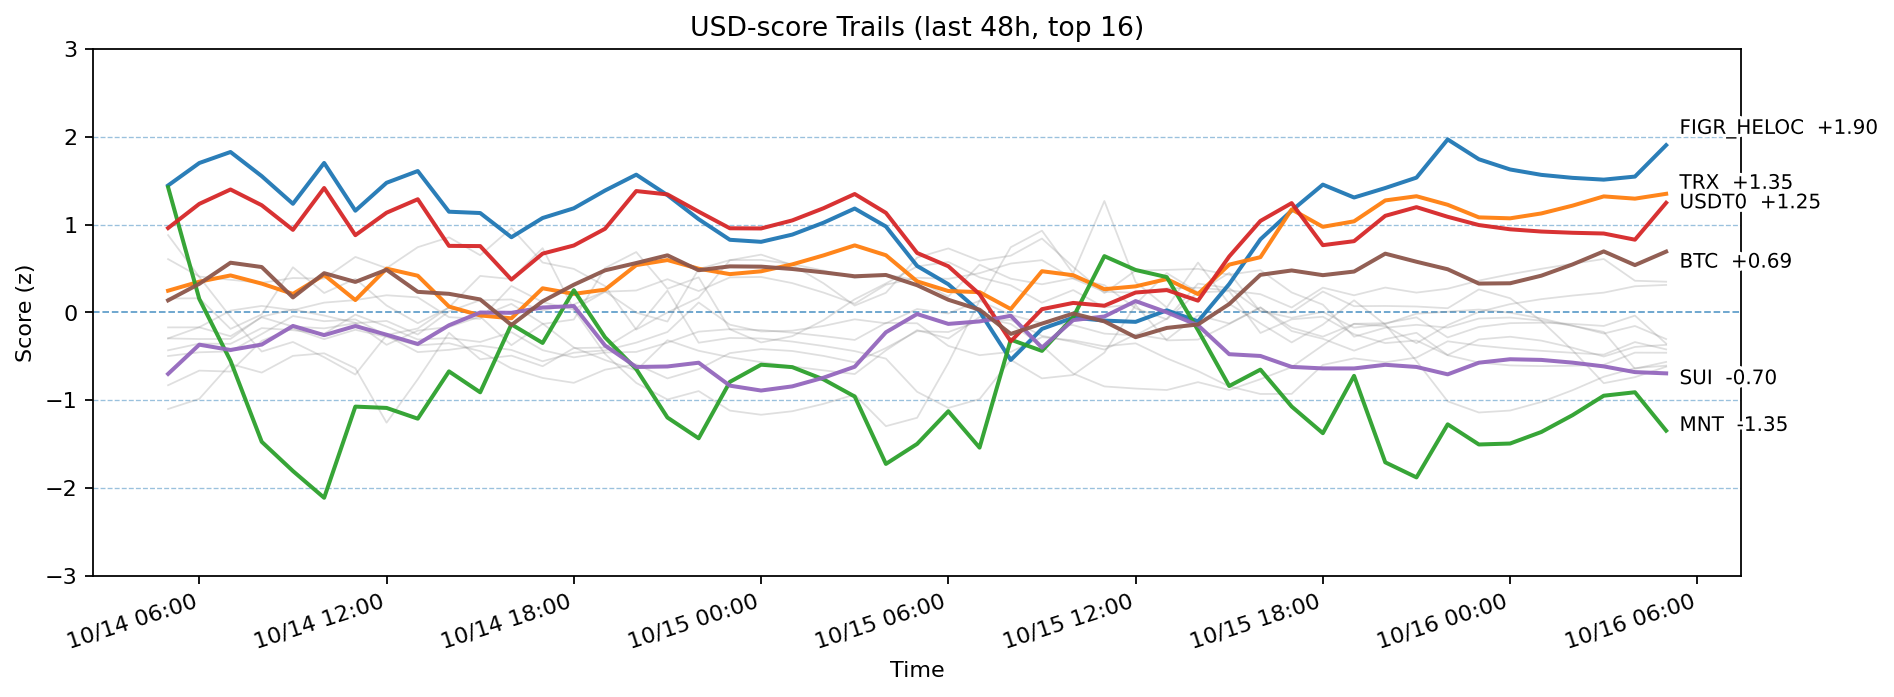 USD-score Trails (last 48h, top 16)
3
2
1
0
−1
−2
−3
Score (z)
FIGR_HELOC +1.90
TRX +1.35
USDT0 +1.25
BTC +0.69
SUI -0.70
MNT -1.35
10/14 06:00
10/14 12:00
10/14 18:00
10/15 00:00
10/15 06:00
10/15 12:00
10/15 18:00
10/16 00:00
10/16 06:00
Time